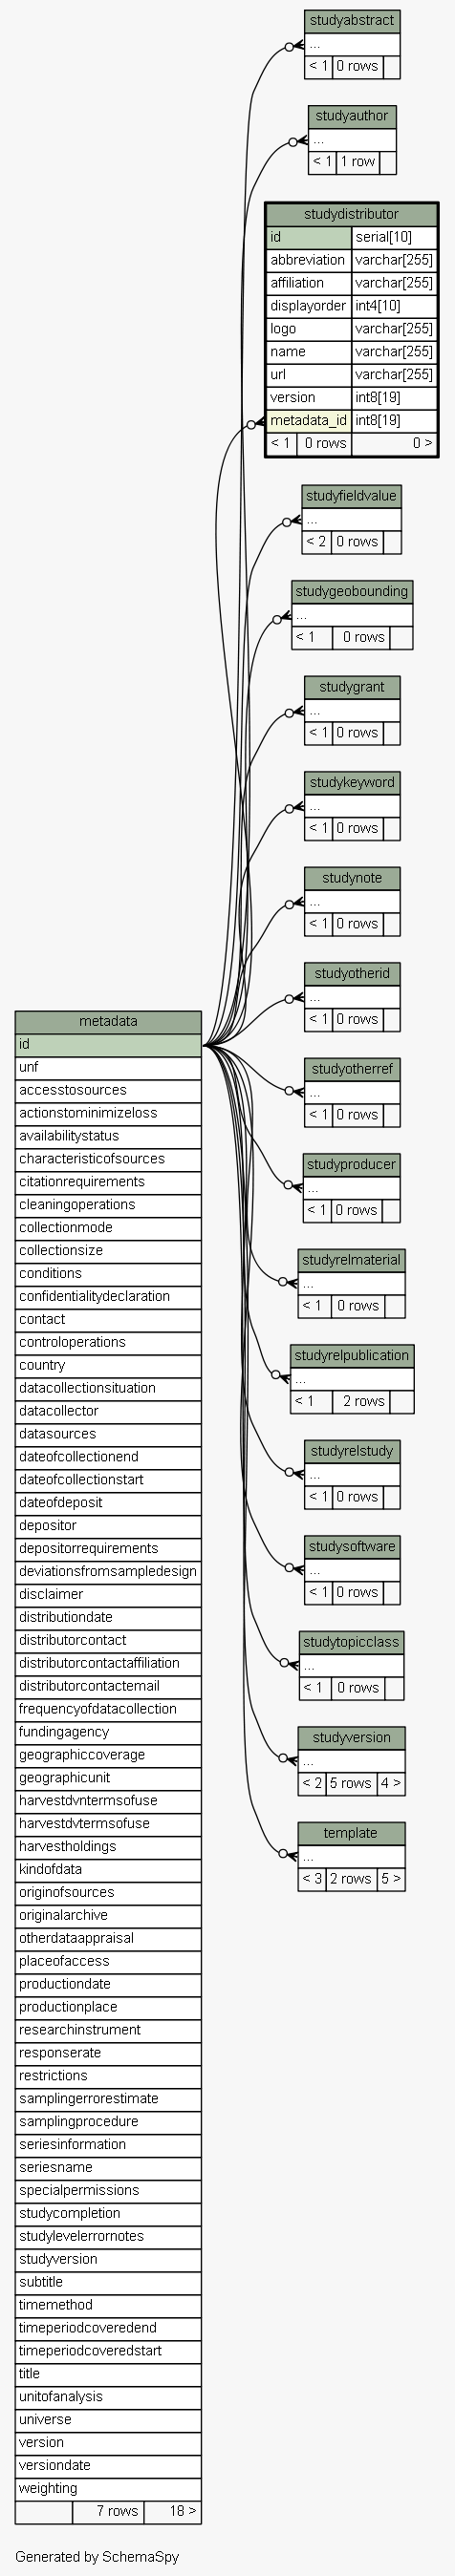 studyabstract
...
< 1 0 rows
studyauthor
...
< 1 1 row
studydistributor
id serial[10]
abbreviation varchar[255]
affiliation varchar[255]
displayorder int4[10]
logo varchar[255]
name varchar[255]
url varchar[255]
version int8[19]
metadata_id int8[19]
< 1 0 rows 0 >
studyfieldvalue
...
< 2 0 rows
studygeobounding
...
< 1 0 rows
studygrant
...
< 1 0 rows
studykeyword
...
< 1 0 rows
studynote
...
< 1 0 rows
studyotherid
...
< 1 0 rows
studyotherref
...
< 1 0 rows
studyproducer
...
< 1 0 rows
studyrelmaterial
...
< 1 0 rows
studyrelpublication
...
< 1 2 rows
studyrelstudy
...
< 1 0 rows
studysoftware
...
< 1 0 rows
studytopicclass
...
< 1 0 rows
studyversion
...
< 2 5 rows 4 >
template
...
< 3 2 rows 5 >
metadata
id
unf
accesstosources
actionstominimizeloss
availabilitystatus
characteristicofsources
citationrequirements
cleaningoperations
collectionmode
collectionsize
conditions
confidentialitydeclaration
contact
controloperations
country
datacollectionsituation
datacollector
datasources
dateofcollectionend
dateofcollectionstart
dateofdeposit
depositor
depositorrequirements
deviationsfromsampledesign
disclaimer
distributiondate
distributorcontact
distributorcontactaffiliation
distributorcontactemail
frequencyofdatacollection
fundingagency
geographiccoverage
geographicunit
harvestdvntermsofuse
harvestdvtermsofuse
harvestholdings
kindofdata
originofsources
originalarchive
otherdataappraisal
placeofaccess
productiondate
productionplace
researchinstrument
responserate
restrictions
samplingerrorestimate
samplingprocedure
seriesinformation
seriesname
specialpermissions
studycompletion
studylevelerrornotes
studyversion
subtitle
timemethod
timeperiodcoveredend
timeperiodcoveredstart
title
unitofanalysis
universe
version
versiondate
weighting
7 rows 18 >
Generated by SchemaSpy